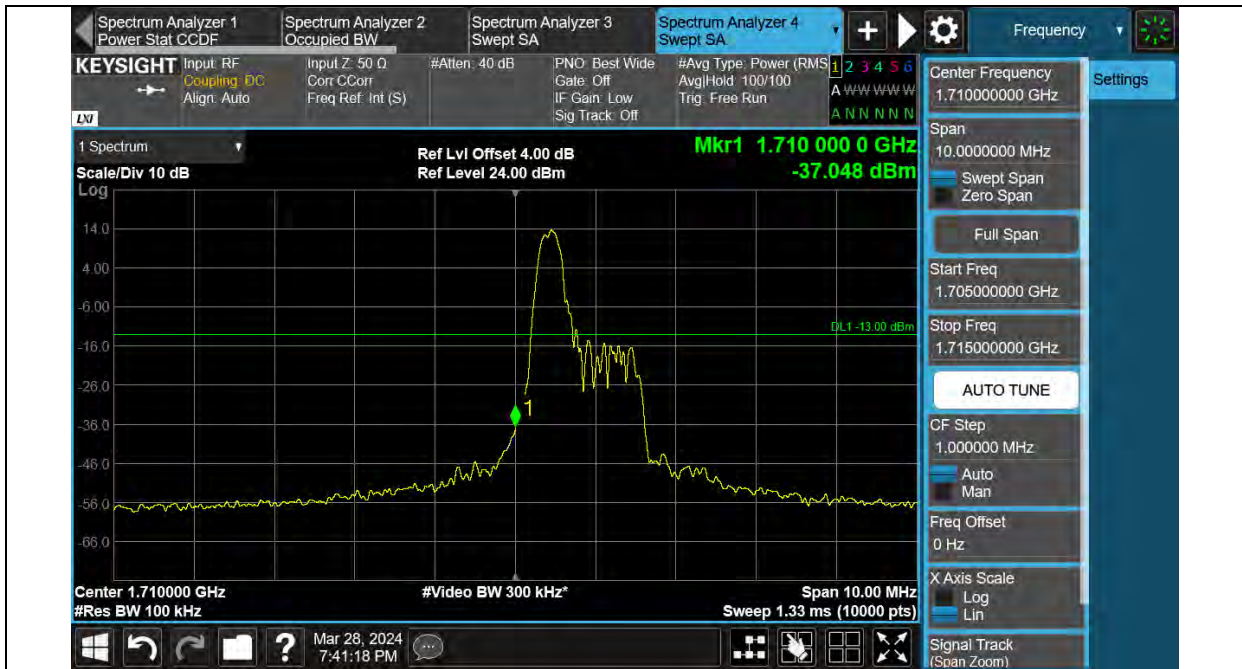 Spectrum Analyzer 1
Power Stat CCDF
Spectrum Analyzer 2
Occupied BW
Spectrum Analyzer 3
Swept SA
Spectrum Analyzer 4
Swept SA
+
Frequency
KEYSIGHT
LXI
Input: RF
Coupling: DC
Align: Auto
Input Z: 50 Ω
Corr CCorr
Freq Ref: Int (S)
#Atten: 40 dB
PNO: Best Wide
Gate: Off
IF Gain: Low
Sig Track: Off
#Avg Type: Power (RMS
Avg|Hold: 100/100
Trig: Free Run
1 2 3 4 5 6
A W W W W W
A N N N N N
1 Spectrum
Scale/Div 10 dB
Log
Ref Lvl Offset 4.00 dB
Ref Level 24.00 dBm
Mkr1 1.710 000 0 GHz
-37.048 dBm
14.0
4.00
-6.00
-16.0
-26.0
-36.0
-46.0
-56.0
-66.0
DL1 -13.00 dBm
1
Center 1.710000 GHz
#Res BW 100 kHz
#Video BW 300 kHz*
Span 10.00 MHz
Sweep 1.33 ms (10000 pts)
?
Mar 28, 2024
7:41:18 PM
Center Frequency
1.710000000 GHz
Settings
Span
10.0000000 MHz
Swept Span
Zero Span
Full Span
Start Freq
1.705000000 GHz
Stop Freq
1.715000000 GHz
AUTO TUNE
CF Step
1.000000 MHz
Auto
Man
Freq Offset
0 Hz
X Axis Scale
Log
Lin
Signal Track
(Span Zoom)